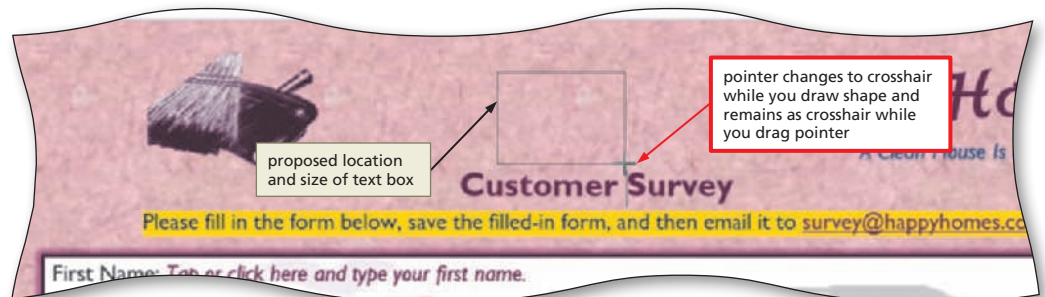 pointer changes to crosshair
while you draw shape and
remains as crosshair while
you drag pointer
Ho
A Clean House Is
proposed location
and size of text box
Customer Survey
Please fill in the form below, save the filled-in form, and then email it to survey@happyhomes.co
First Name: Tap or click here and type your first name.